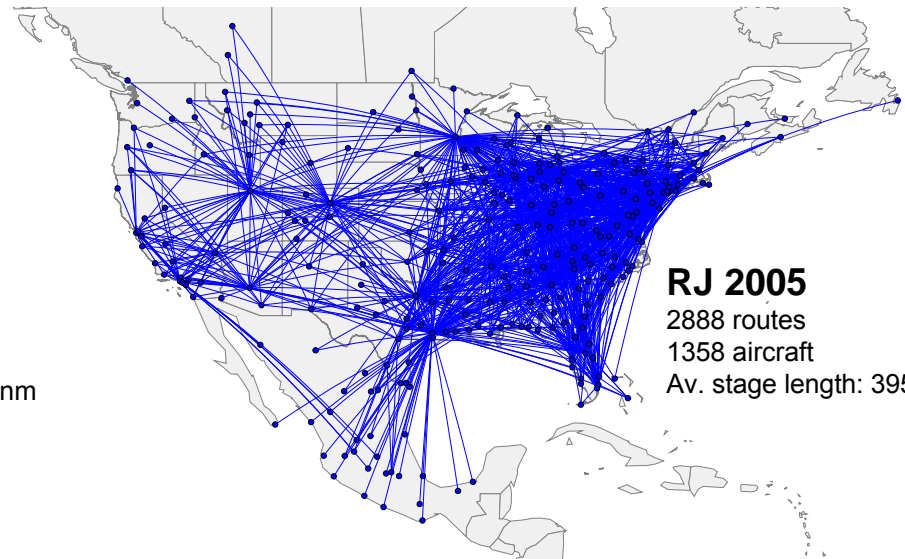 RJ 2005
2888 routes
1358 aircraft
Av. stage length: 395
nm